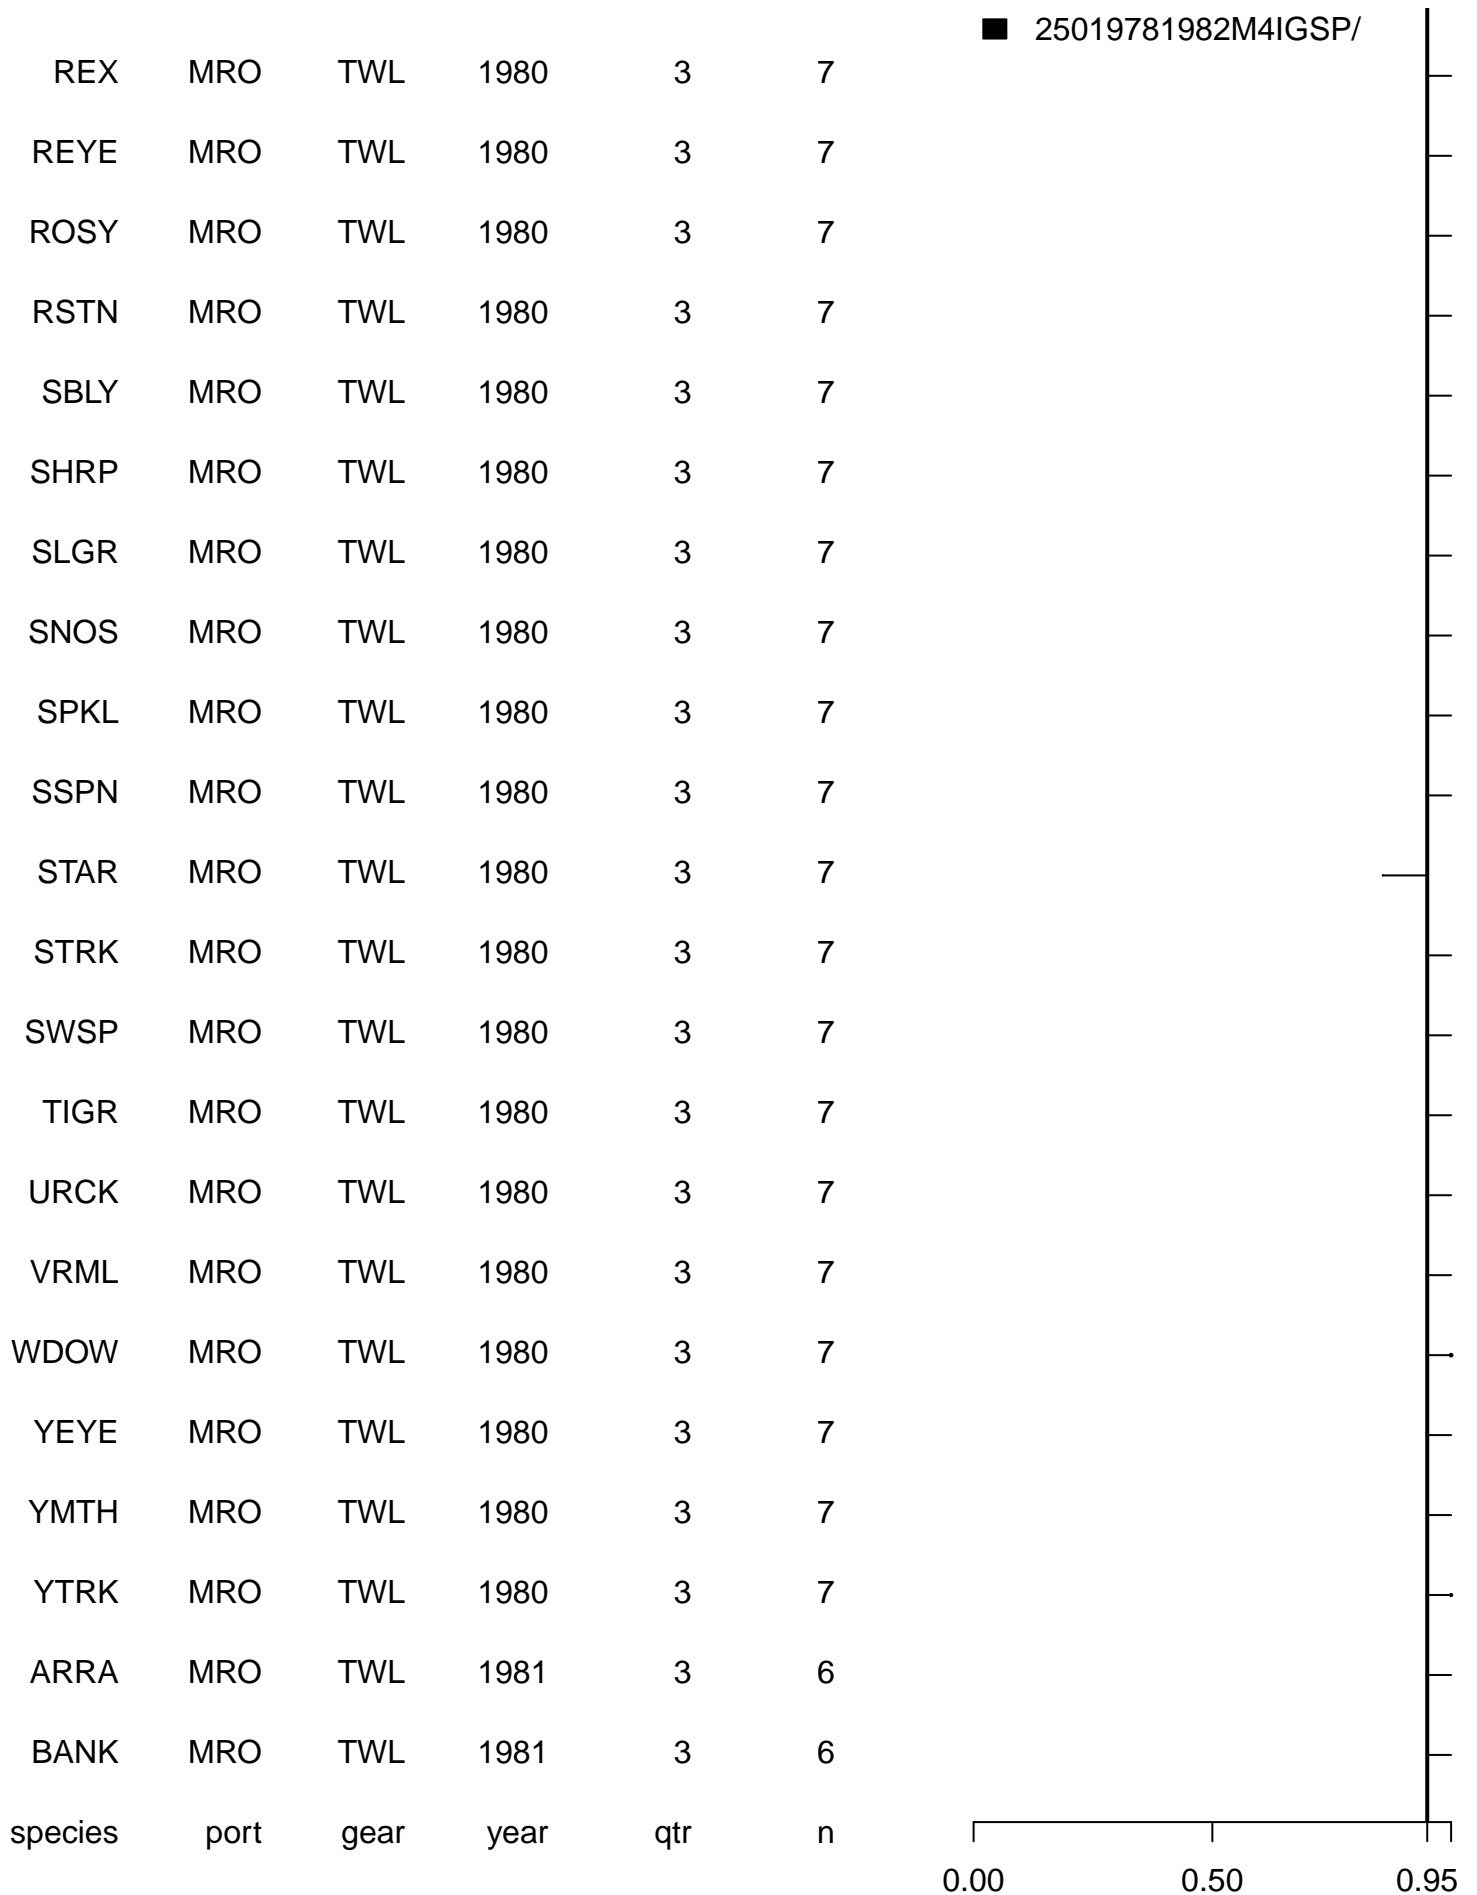 25019781982M4IGSP/
REX MRO TWL 1980 3 7
REYE MRO TWL 1980 3 7
ROSY MRO TWL 1980 3 7
RSTN MRO TWL 1980 3 7
SBLY MRO TWL 1980 3 7
SHRP MRO TWL 1980 3 7
SLGR MRO TWL 1980 3 7
SNOS MRO TWL 1980 3 7
SPKL MRO TWL 1980 3 7
SSPN MRO TWL 1980 3 7
STAR MRO TWL 1980 3 7
STRK MRO TWL 1980 3 7
SWSP MRO TWL 1980 3 7
TIGR MRO TWL 1980 3 7
URCK MRO TWL 1980 3 7
VRML MRO TWL 1980 3 7
WDOW MRO TWL 1980 3 7
YEYE MRO TWL 1980 3 7
YMTH MRO TWL 1980 3 7
YTRK MRO TWL 1980 3 7
ARRA MRO TWL 1981 3 6
BANK MRO TWL 1981 3 6
species port gear year qtr n
0.00 0.50 0.95